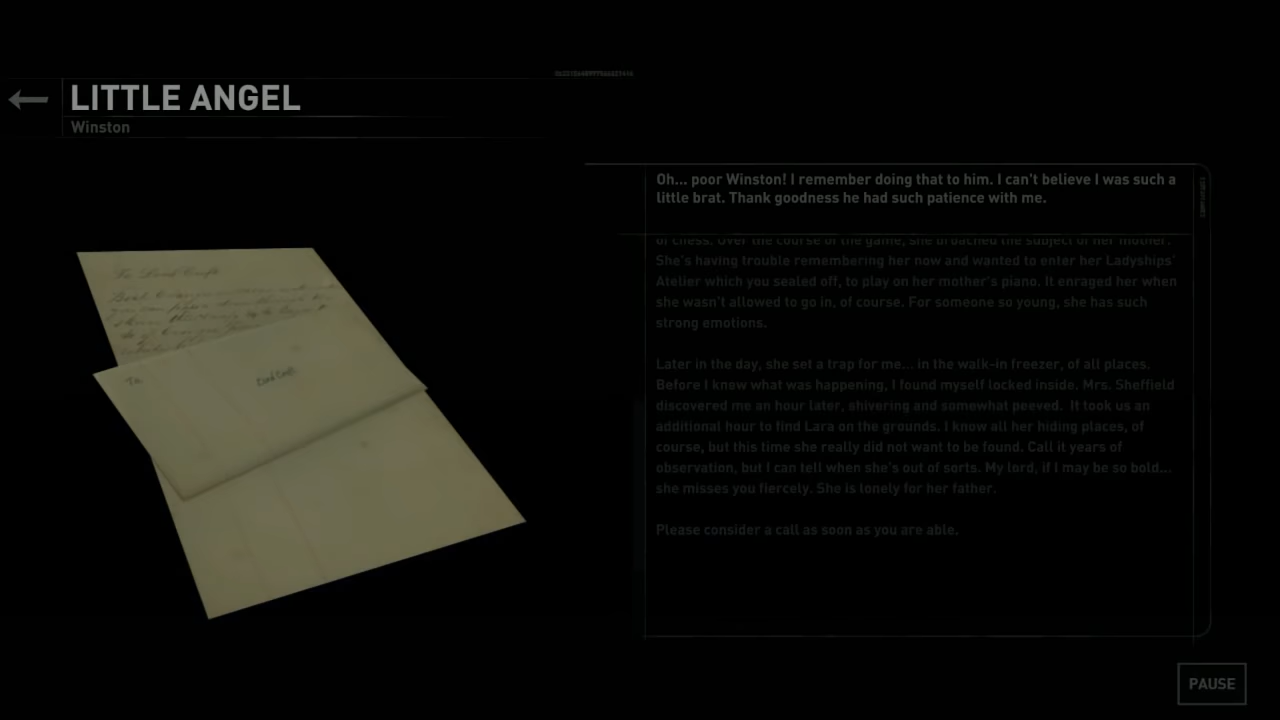 LITTLE ANGEL
Winston
Oh... poor Winston! I remember doing that to him. I can't believe I was such a
little brat. Thank goodness he had such patience with me.
of chess. Over the course of the game, she broached the subject of her mother.
She's having trouble remembering her now and wanted to enter her Ladyships'
Atelier which you sealed off, to play on her mother's piano. It enraged her when
she wasn't allowed to go in, of course. For someone so young, she has such
strong emotions.
Later in the day, she set a trap for me... in the walk-in freezer, of all places.
Before I knew what was happening, I found myself locked inside. Mrs. Sheffield
discovered me an hour later, shivering and somewhat peeved. It took us an
additional hour to find Lara on the grounds. I know all her hiding places, of
course, but this time she really did not want to be found. Call it years of
observation, but I can tell when she's out of sorts. My lord, if I may be so bold...
she misses you fiercely. She is lonely for her father.
Please consider a call as soon as you are able.
To Lord Croft
To:
Lord Croft
PAUSE